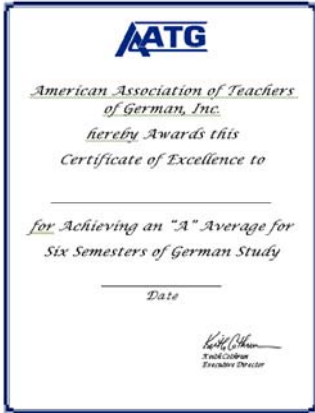 AATG
American Association of Teachers
of German, Inc.
hereby Awards this
Certificate of Excellence to
for Achieving an "A" Average for
Six Semesters of German Study
Date
Keith Cothrun
Executive Director